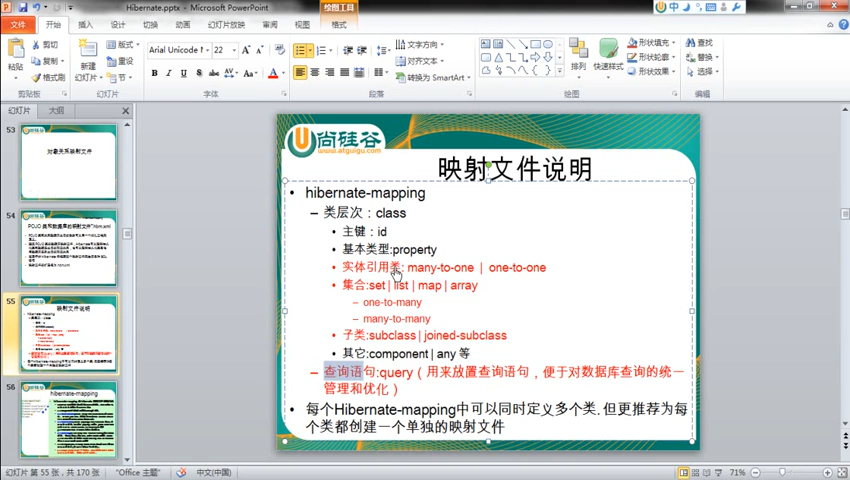 Hibernate.pptx - Microsoft PowerPoint
绘图工具
文件 开始 插入 设计 切换 动画 幻灯片放映 审阅 视图 格式
粘贴
剪切
复制
格式刷
剪贴板
新建
幻灯片
版式
重设
节
幻灯片
Arial Unicode 22
字体
文字方向
对齐文本
转换为 SmartArt
段落
排列
快速样式
形状填充
形状轮廓
形状效果
绘图
查找
替换
选择
编辑
幻灯片 大纲
53
对象关系映射文件
54
55
映射文件说明
56
尚硅谷
www.atguigu.com
映射文件说明
• hibernate-mapping
– 类层次：class
• 主键：id
• 基本类型:property
• 实体引用类: many-to-one | one-to-one
• 集合:set | list | map | array
– one-to-many
– many-to-many
• 子类:subclass | joined-subclass
• 其它:component | any 等
– 查询语句:query（用来放置查询语句，便于对数据库查询的统一
管理和优化）
• 每个Hibernate-mapping中可以同时定义多个类.但更推荐为每
个类都创建一个单独的映射文件
幻灯片 第 55 张，共 170 张 "Office 主题" 中文(中国) 71%